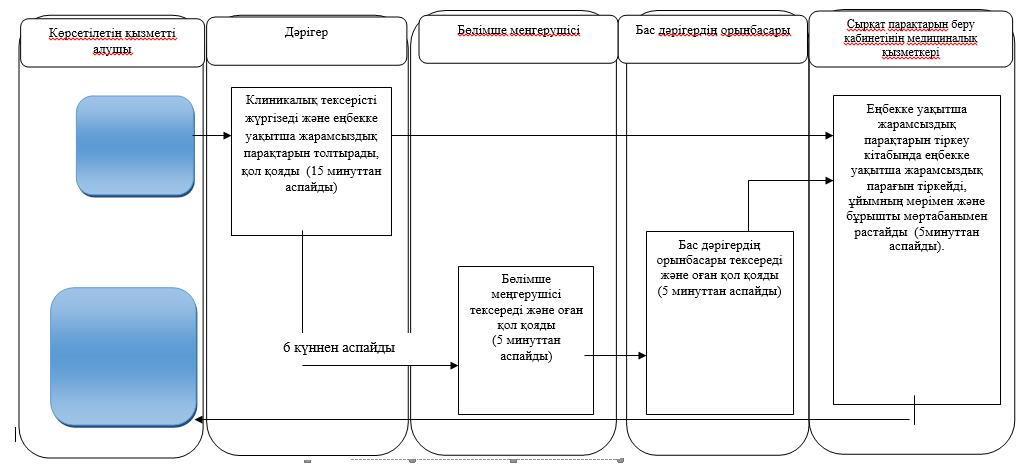 Көрсетілетін қызметті
алушы
Дәрігер
Бөлімше меңгерушісі
Бас дәрігердің орынбасары
Сырқат парақтарын беру
кабинетінің медициналық
қызметкері
Клиникалық тексерісті
жүргізеді және еңбекке
уақытша жарамсыздық
парақтарын толтырады,
қол қояды (15 минуттан
аспайды)
6 күннен аспайды
Бөлімше
меңгерушісі
тексереді және оған
қол қояды
(5 минуттан
аспайды)
Бас дәрігердің
орынбасары тексереді
және оған қол қояды
(5 минуттан аспайды)
Еңбекке уақытша
жарамсыздық
парақтарын тіркеу
кітабында еңбекке
уақытша жарамсыздық
парағын тіркейді,
ұйымның мөрімен және
бұрышты мөртабанымен
растайды (5минуттан
аспайды).